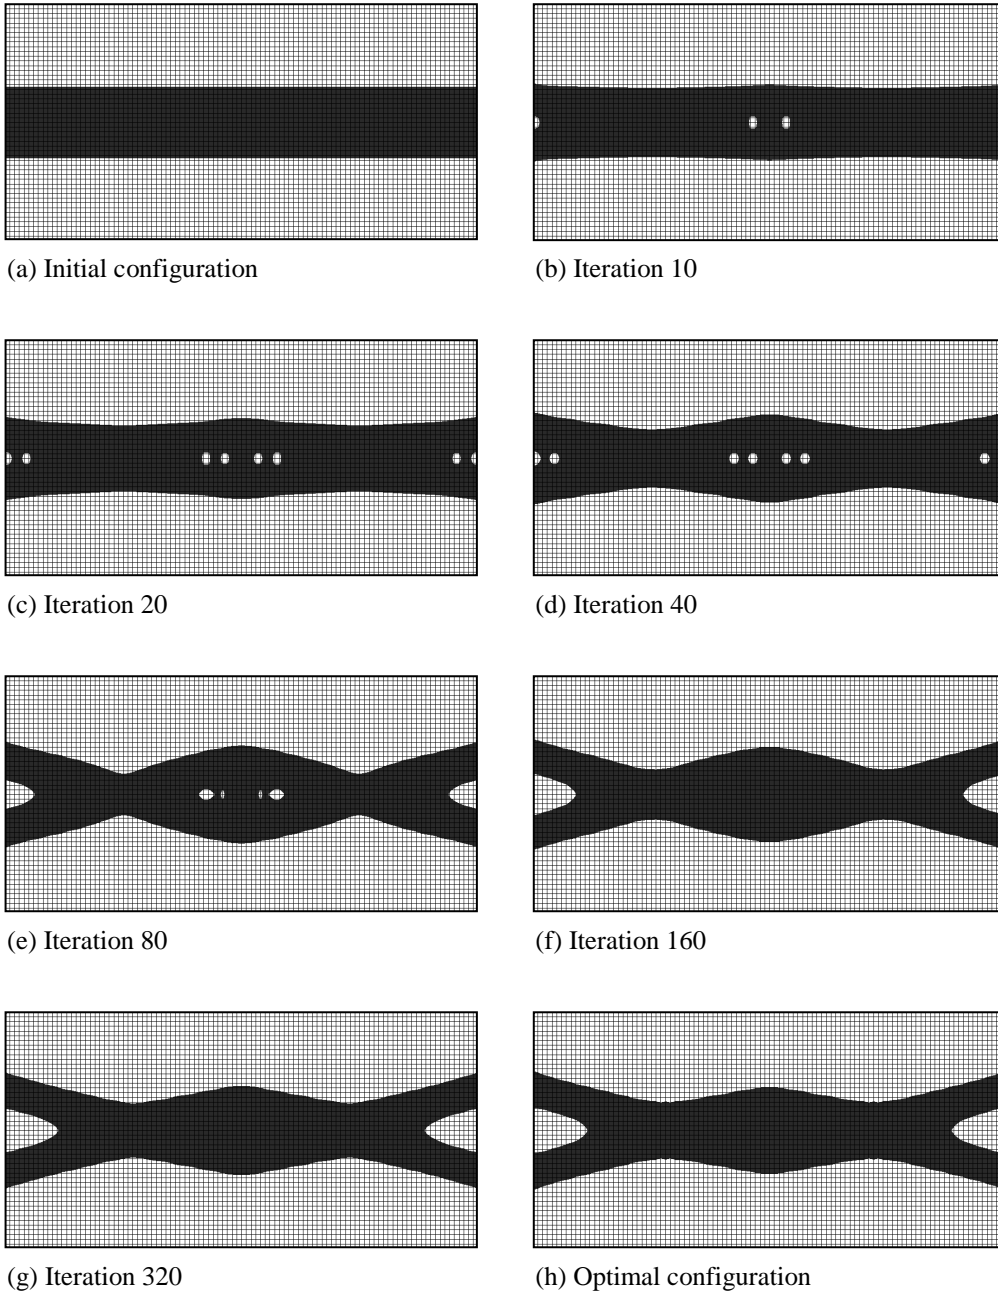 (a) Initial configuration
(b) Iteration 10
(c) Iteration 20
(d) Iteration 40
(e) Iteration 80
(f) Iteration 160
(g) Iteration 320
(h) Optimal configuration